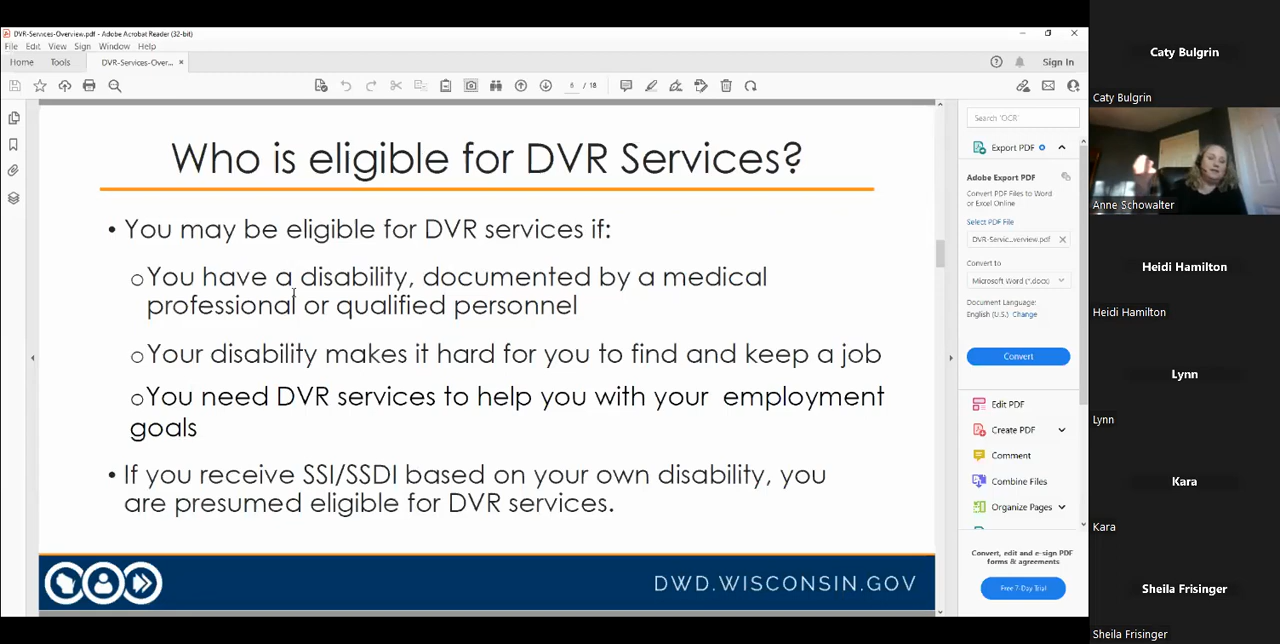 DVR-Services-Overview.pdf - Adobe Acrobat Reader (32-bit)
File Edit View Sign Window Help
Home Tools DVR-Services-Over... × Sign In
6 / 18
Who is eligible for DVR Services?
• You may be eligible for DVR services if:
o You have a disability, documented by a medical
professional or qualified personnel
o Your disability makes it hard for you to find and keep a job
o You need DVR services to help you with your employment
goals
• If you receive SSI/SSDI based on your own disability, you
are presumed eligible for DVR services.
DWD.WISCONSIN.GOV
Search 'OCR'
Export PDF
Adobe Export PDF
Convert PDF Files to Word
or Excel Online
Select PDF File
DVR-Servic...verview.pdf
Convert to
Microsoft Word (*.docx)
Document Language:
English (U.S.) Change
Convert
Edit PDF
Create PDF
Comment
Combine Files
Organize Pages
Convert, edit and e-sign PDF
forms & agreements
Free 7-Day Trial
Caty Bulgrin
Caty Bulgrin
Anne Schowalter
Heidi Hamilton
Heidi Hamilton
Lynn
Lynn
Kara
Kara
Sheila Frisinger
Sheila Frisinger